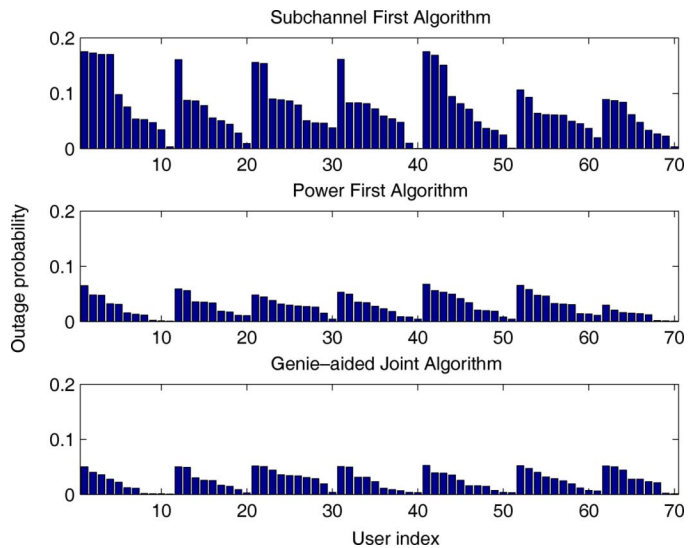 Subchannel First Algorithm
0.2
0.1
0
10 20 30 40 50 60 70
Power First Algorithm
0.2
0.1
0
10 20 30 40 50 60 70
Outage probability
Genie–aided Joint Algorithm
0.2
0.1
0
10 20 30 40 50 60 70
User index